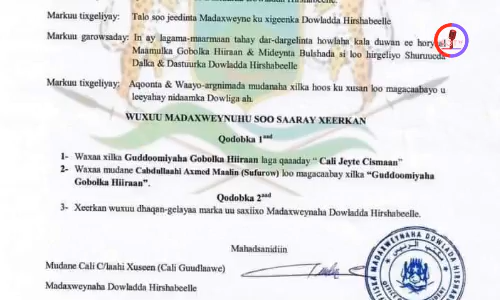 Markuu tixgeliyay: Talo soo jeedinta Madaxweyne ku xigeenka Dowladda Hirshabeelle.
Markuu garowsaday: In ay lagama-maarmaan tahay dar-dargelinta howlaha kala duwan ee horyaal
Maamulka Gobolka Hiiraan & Mideynta Bulshada si loo hirgeliyo Shuruucda
Dalka & Dastuurka Dowladda Hirshabeelle
Markuu tixgeliyay: Aqoonta & Waayo-argnimada mudanaha xilka hoos ku xusan loo magacaabayo u
leeyahay nidaamka Dowliga ah.
WUXUU MADAXWEYNUHU SOO SAARAY XEERKAN
Qodobka 1aad
1- Waxaa xilka Guddoomiyaha Gobolka Hiiraan laga qaaday “ Cali Jeyte Cismaan”
2- Waxaa mudane Cabdullaahi Axmed Maalin (Sufurow) loo magacaabay xilka “Guddoomiyaha
Gobolka Hiiraan”.
Qodobka 2aad
3- Xeerkan wuxuu dhaqan-gelayaa marka uu saxiixo Madaxweynaha Dowladda Hirshabeelle.
Mahadsanidiin
Mudane Cali C/laahi Xuseen (Cali Guudlaawe)
Madaxweynaha Dowladda Hirshabeelle
MADAXWEYNAHA DOWLADDA